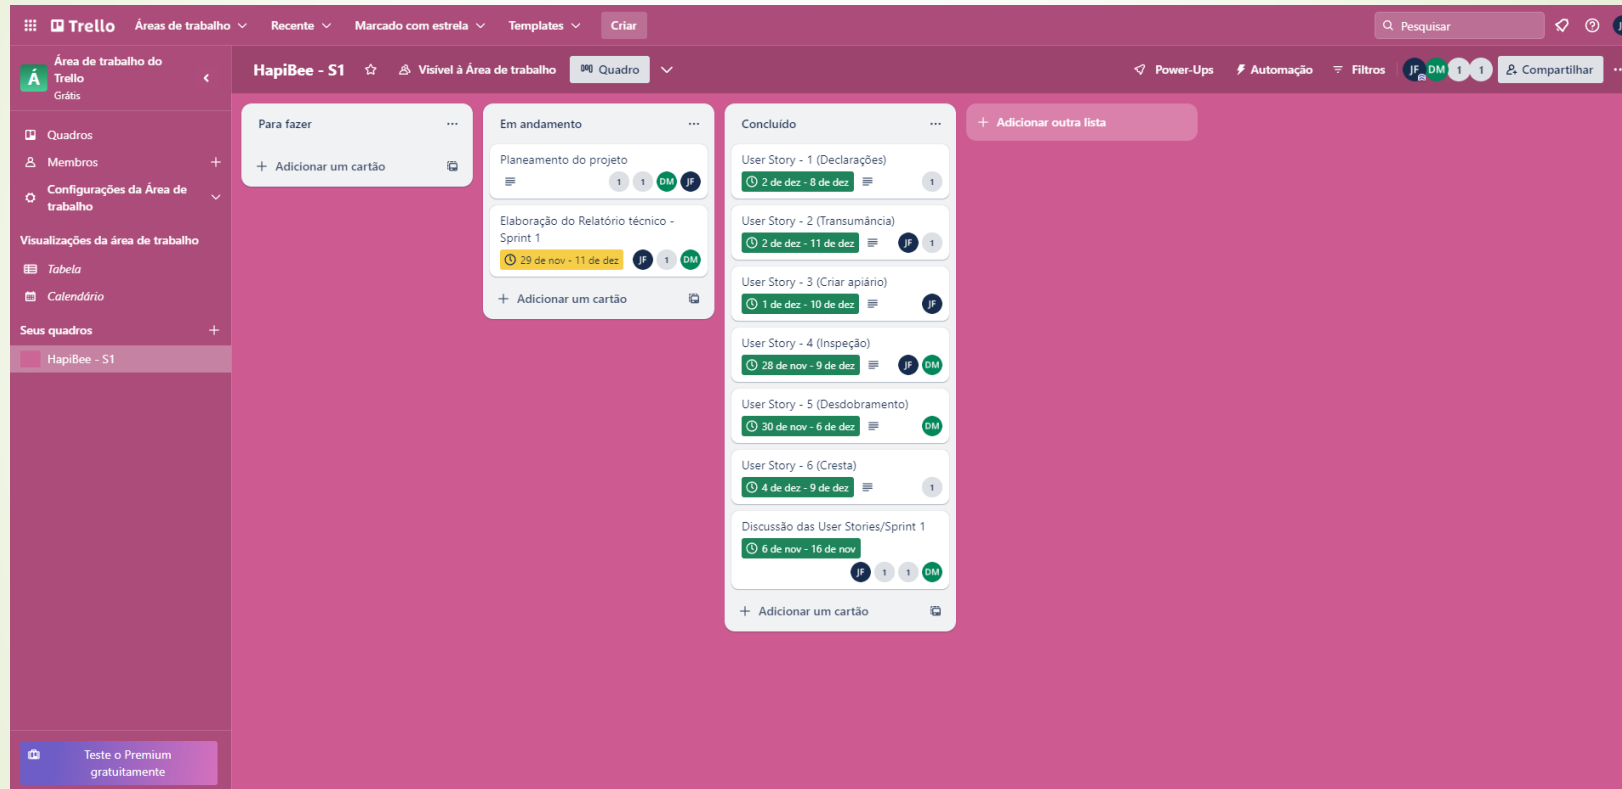 Trello Áreas de trabalho Recente Marcado com estrela Templates Criar Pesquisar
Á
Área de trabalho do
Trello
Grátis
HapiBee - S1 Visível à Área de trabalho Quadro Power-Ups Automação Filtros JF DM 1 1 Compartilhar
Quadros
Membros
Configurações da Área de
trabalho
Visualizações da área de trabalho
Tabela
Calendário
Seus quadros
HapiBee - S1
Teste o Premium
gratuitamente
Para fazer
Adicionar um cartão
Em andamento
Planeamento do projeto
1 1 DM JF
Elaboração do Relatório técnico -
Sprint 1
29 de nov - 11 de dez JF 1 DM
Adicionar um cartão
Concluído
User Story - 1 (Declarações)
2 de dez - 8 de dez 1
User Story - 2 (Transumância)
2 de dez - 11 de dez JF 1
User Story - 3 (Criar apiário)
1 de dez - 10 de dez JF
User Story - 4 (Inspeção)
28 de nov - 9 de dez JF DM
User Story - 5 (Desdobramento)
30 de nov - 6 de dez DM
User Story - 6 (Cresta)
4 de dez - 9 de dez 1
Discussão das User Stories/Sprint 1
6 de nov - 16 de nov
JF 1 1 DM
Adicionar um cartão
Adicionar outra lista